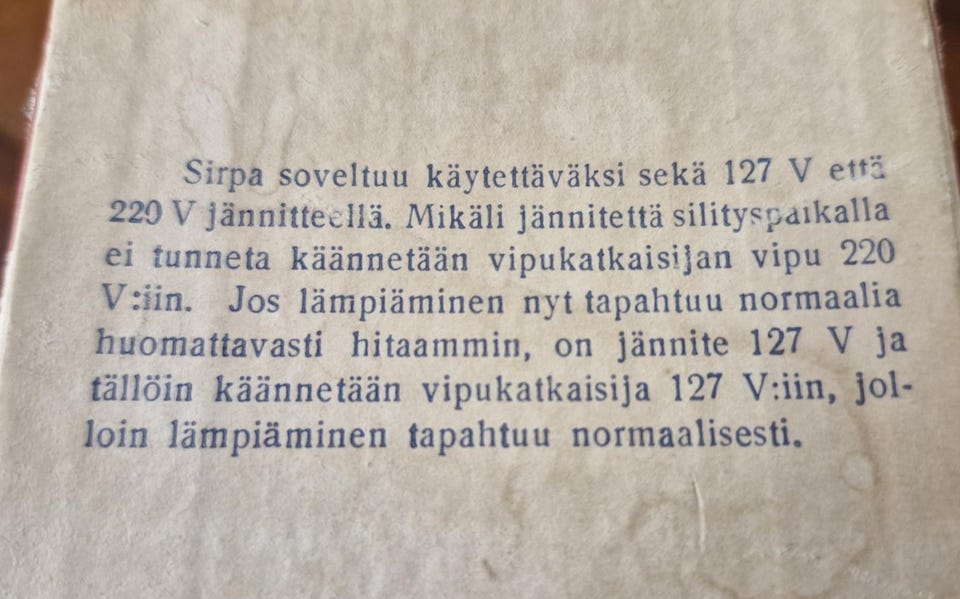 Sirpa soveltuu käytettäväksi sekä 127 V että
220 V jännitteellä. Mikäli jännitettä silityspaikalla
ei tunneta käännetään vipukatkaisijan vipu 220
V:iin. Jos lämpiäminen nyt tapahtuu normaalia
huomattavasti hitaammin, on jännite 127 V ja
tällöin käännetään vipukatkaisija 127 V:iin, jol-
loin lämpiäminen tapahtuu normaalisesti.